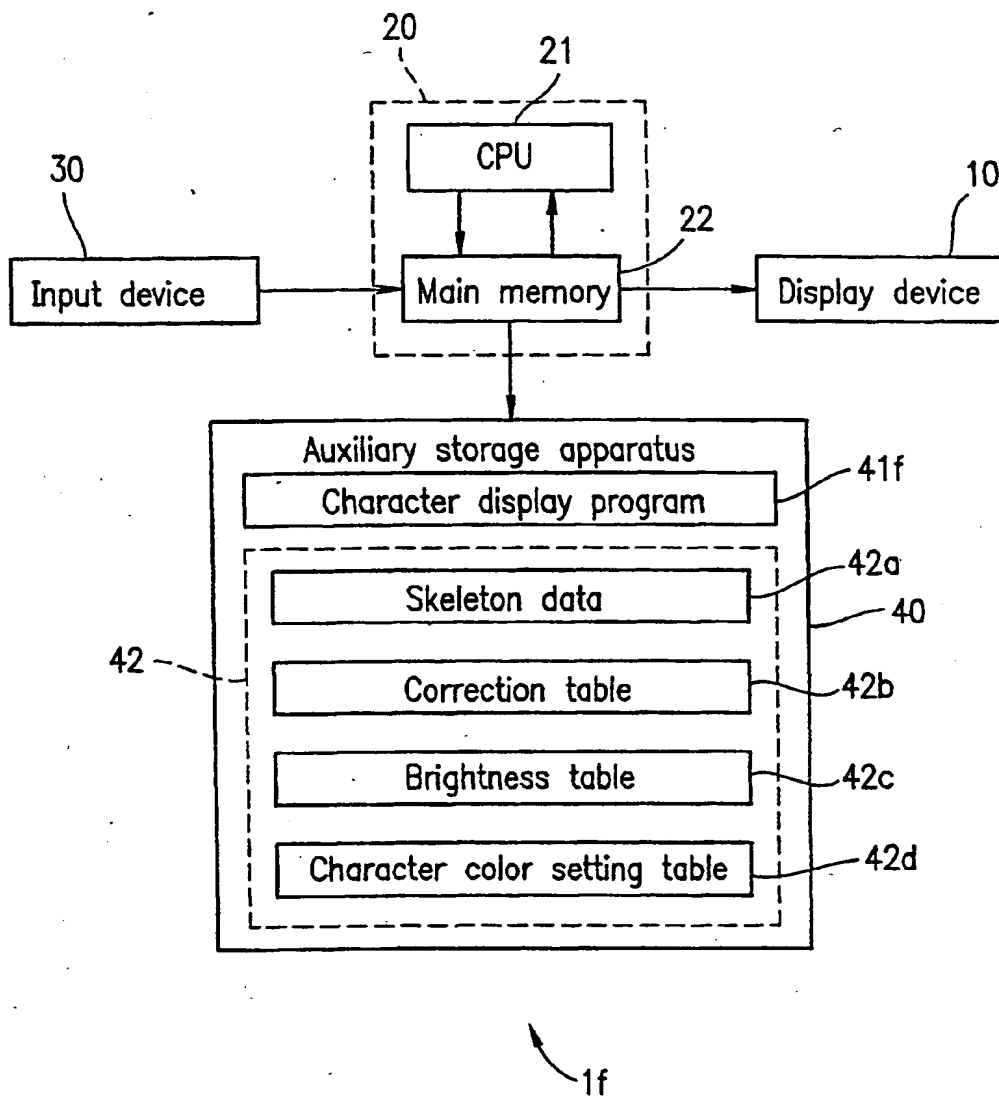 20
21
CPU
30
22
10
Input device
Main memory
Display device
Auxiliary storage apparatus
41f
Character display program
42a
Skeleton data
40
42
Correction table
42b
Brightness table
42c
Character color setting table
42d
1f